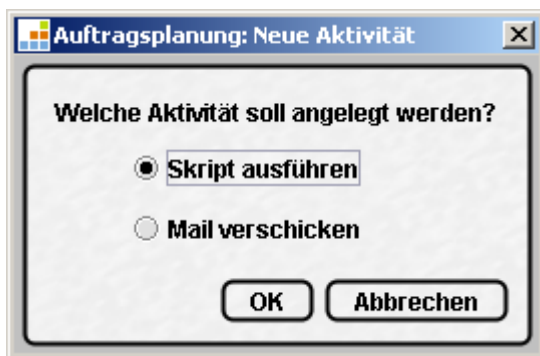 Auftragsplanung: Neue Aktivität
Welche Aktivität soll angelegt werden?
Skript ausführen
Mail verschicken
OK Abbrechen